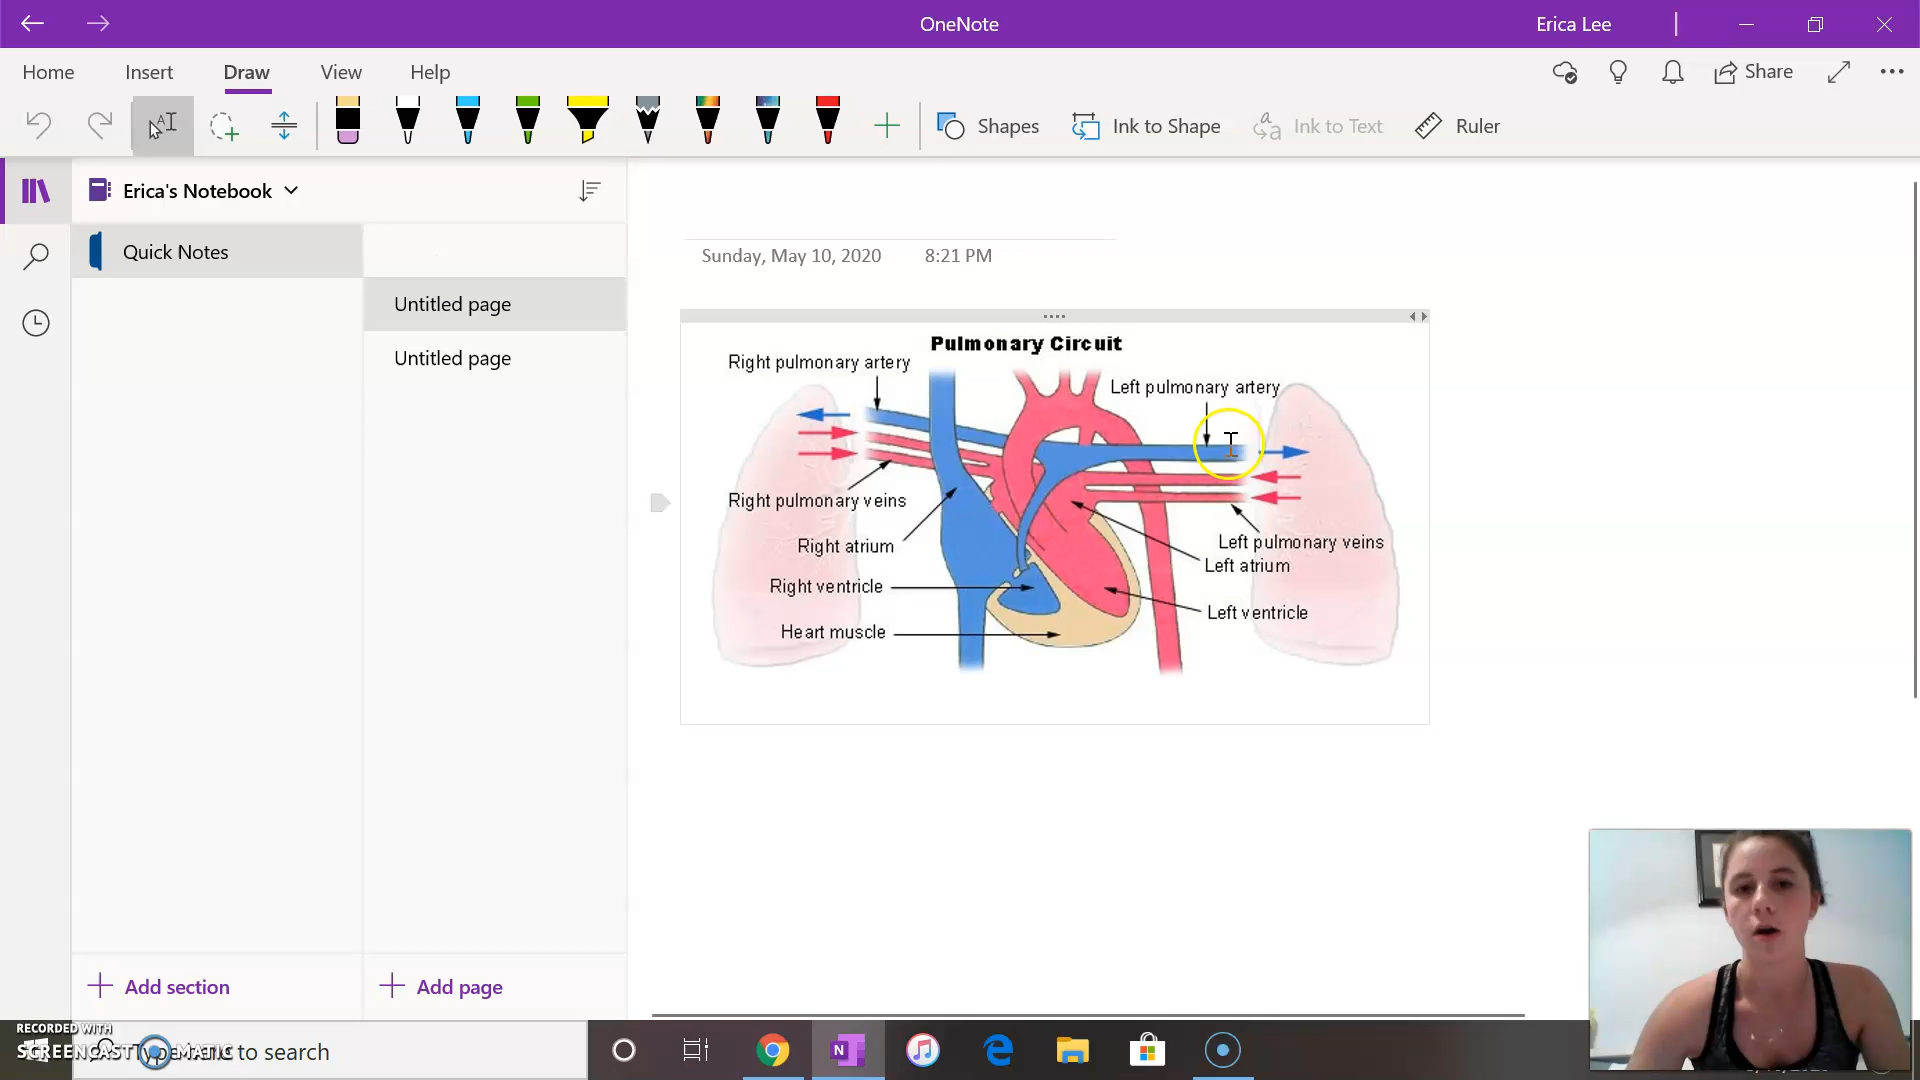 OneNote
Erica Lee
Home Insert Draw View Help
Share
Shapes Ink to Shape Ink to Text Ruler
Erica's Notebook
Quick Notes
Untitled page
Untitled page
Sunday, May 10, 2020 8:21 PM
Pulmonary Circuit
Right pulmonary artery
Left pulmonary artery
Right pulmonary veins
Right atrium
Left pulmonary veins
Left atrium
Right ventricle
Left ventricle
Heart muscle
Add section
Add page
RECORDED WITH
SCREENCAST MATIC
to search